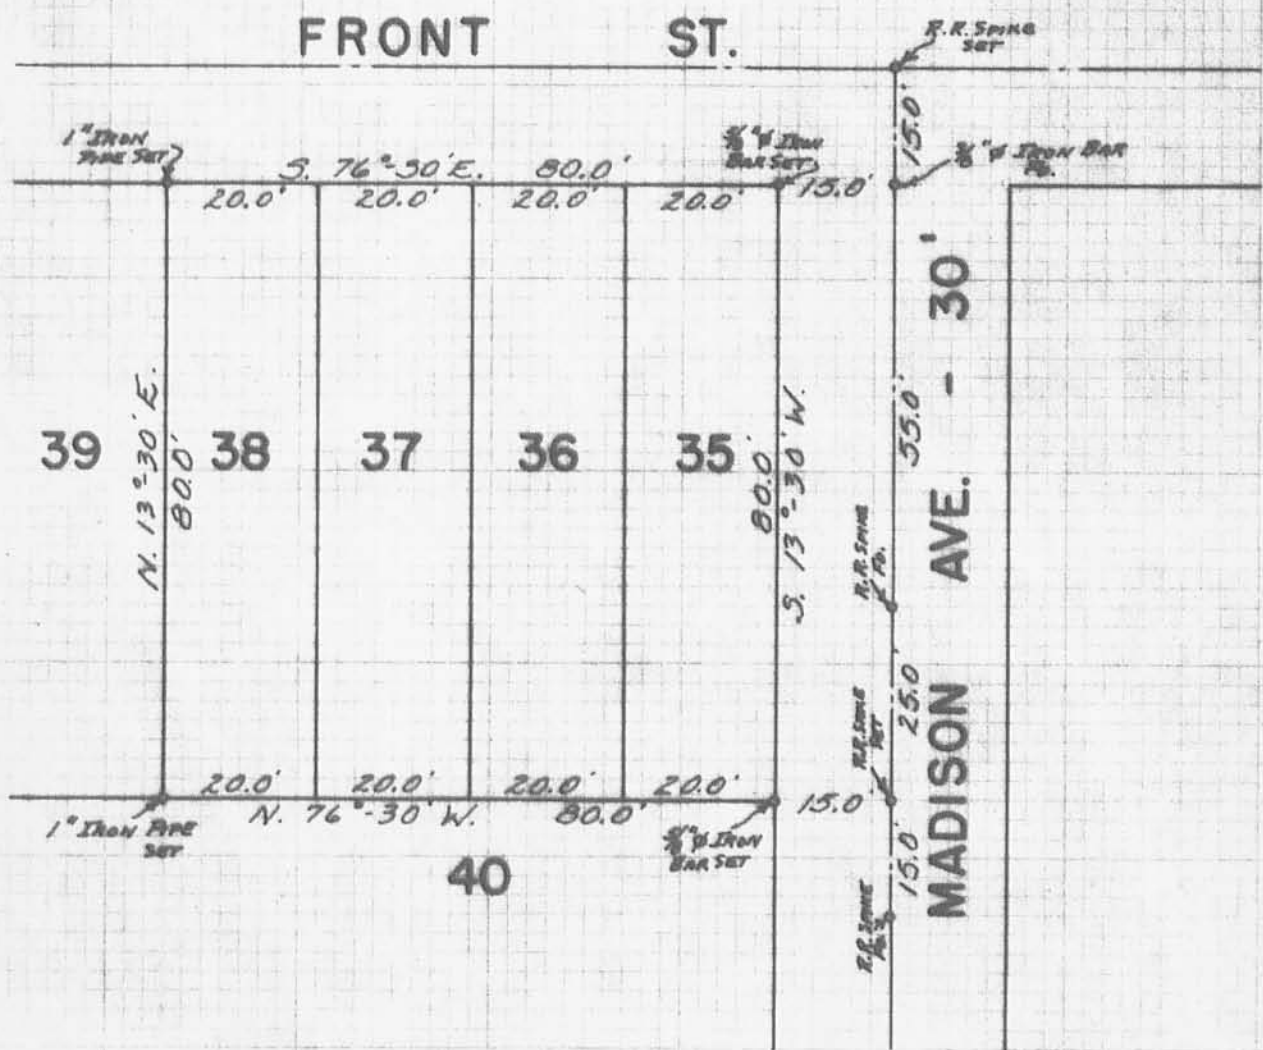 FRONT ST.
R.R. SPIKE
SET
15.0'
1" IRON
PIPE SET
S. 76°-30' E. 80.0'
5/8" Ø IRON
BAR SET
" Ø IRON BAR
FD.
20.0' 20.0' 20.0' 20.0' 15.0'
39 38 37 36 35
N. 13°-30' E.
80.0'
80.0'
S. 13°-30' W.
55.0'
MADISON AVE. - 30'
R.R. SPIKE
FD.
R.R. SPIKE
SET
25.0'
20.0' 20.0' 20.0' 20.0' 15.0'
N. 76°-30' W. 80.0'
1" IRON PIPE
SET
5/8" Ø IRON
BAR SET
15.0'
R.R. SPIKE
FD.
40